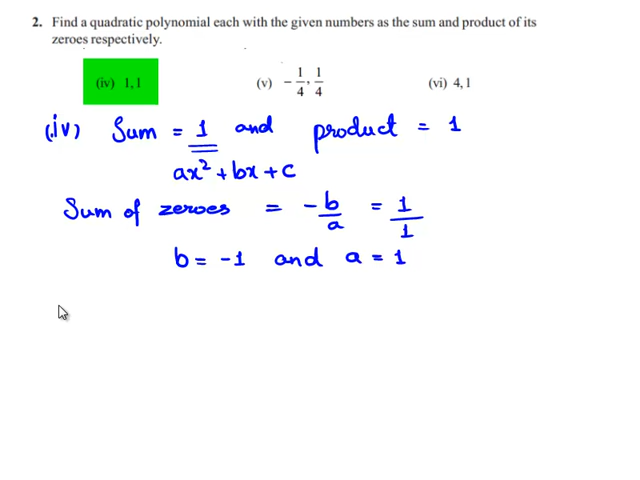 2. Find a quadratic polynomial each with the given numbers as the sum and product of its
zeroes respectively.
(iv) 1, 1 (v) -1/4, 1/4 (vi) 4, 1
(iv) Sum = 1 and product = 1
ax² + bx + c
Sum of zeroes = -b/a = 1/1
b = -1 and a = 1